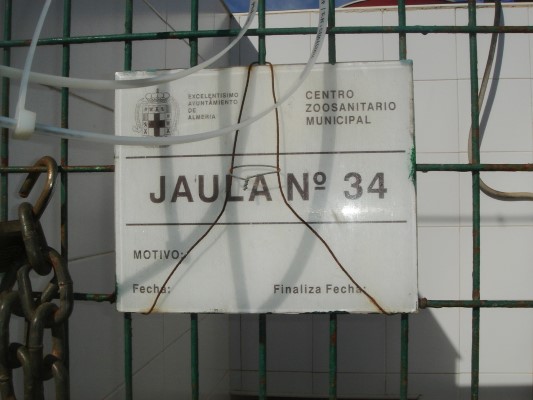 EXCELENTISIMO
AYUNTAMIENTO
DE
ALMERIA
CENTRO
ZOOSANITARIO
MUNICIPAL
JAULA Nº 34
MOTIVO:
Fecha: Finaliza Fecha: